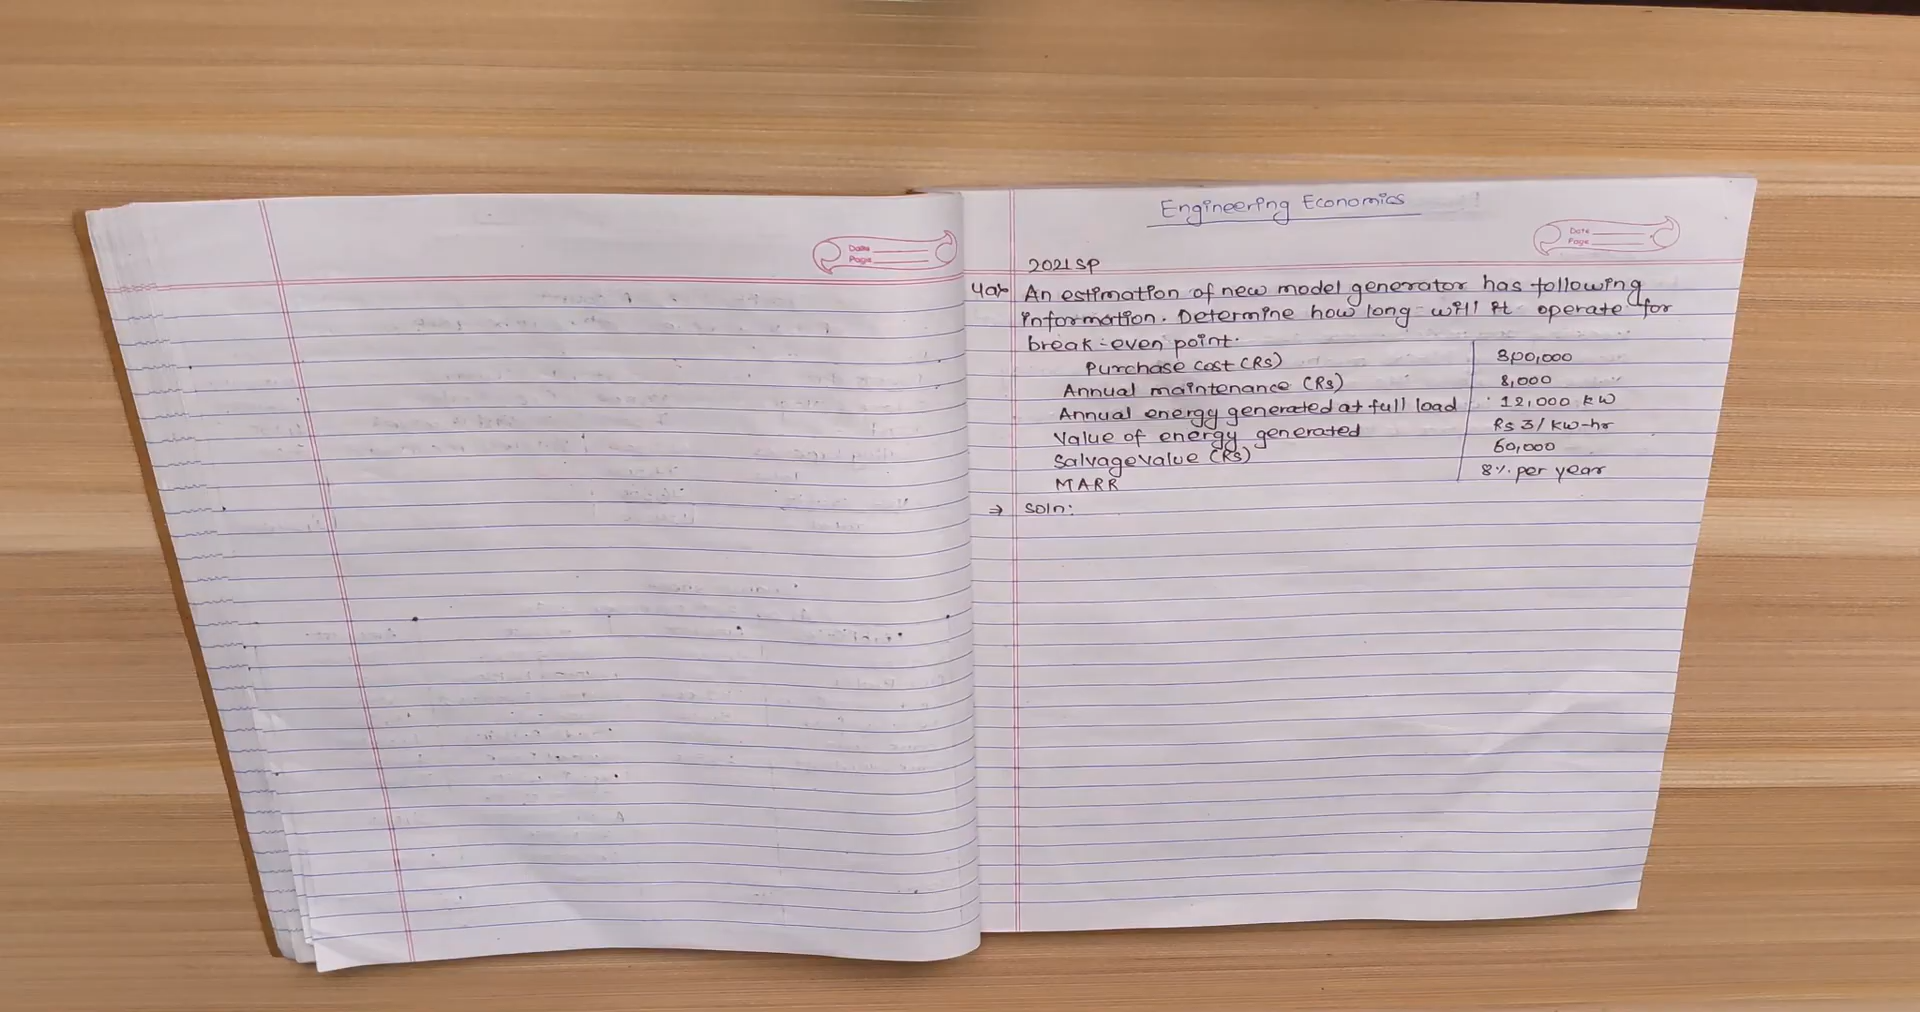 Engineering Economics
Date
Page
Date
Page
2021 SP
4a> An estimation of new model generator has following
information. Determine how long will it operate for
break-even point.
Purchase cost (Rs) 300,000
Annual maintenance (Rs) 8,000
Annual energy generated at full load 12,000 kw
Value of energy generated Rs 3/kw-hr
Salvage value (Rs) 60,000
MARR 8% per year
→ Soln: